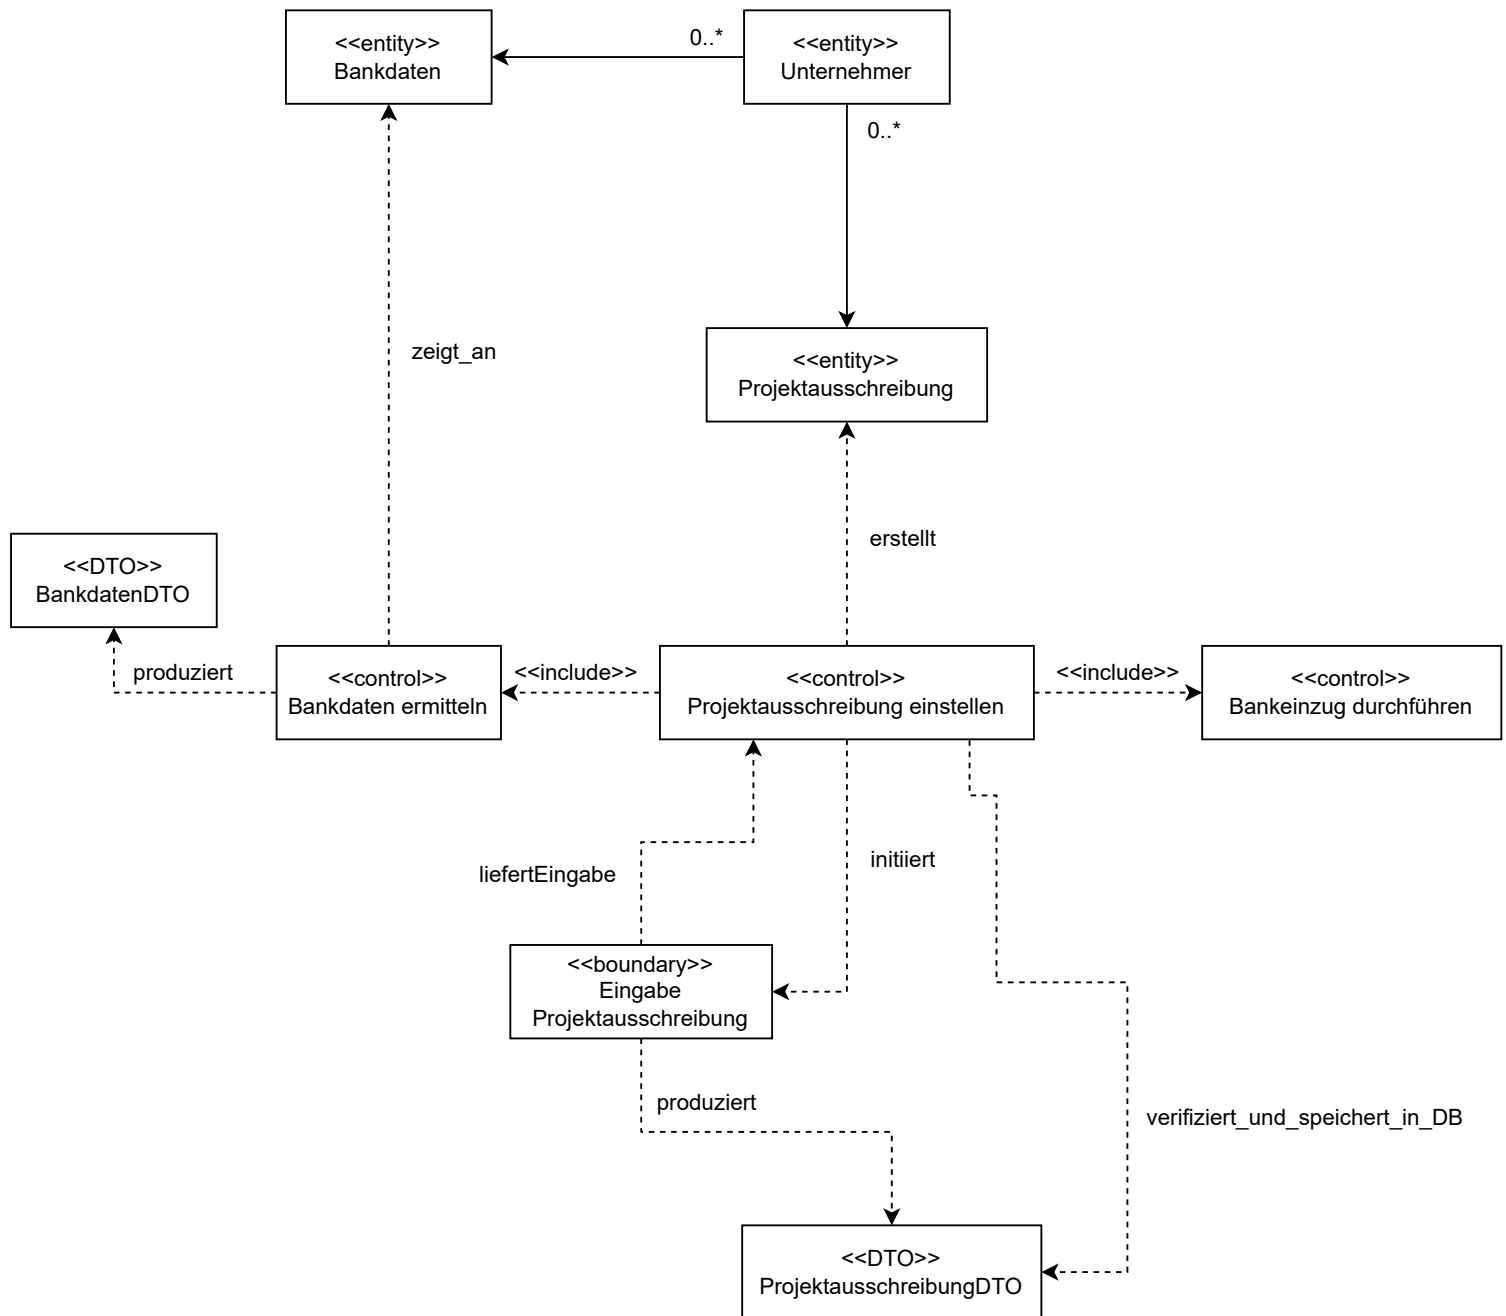 <<entity>>
Bankdaten
0..*
<<entity>>
Unternehmer
0..*
zeigt_an
<<entity>>
Projektausschreibung
erstellt
<<DTO>>
BankdatenDTO
produziert
<<control>>
Bankdaten ermitteln
<<include>>
<<control>>
Projektausschreibung einstellen
<<include>>
<<control>>
Bankeinzug durchführen
liefertEingabe
initiiert
<<boundary>>
Eingabe
Projektausschreibung
produziert
verifiziert_und_speichert_in_DB
<<DTO>>
ProjektausschreibungDTO